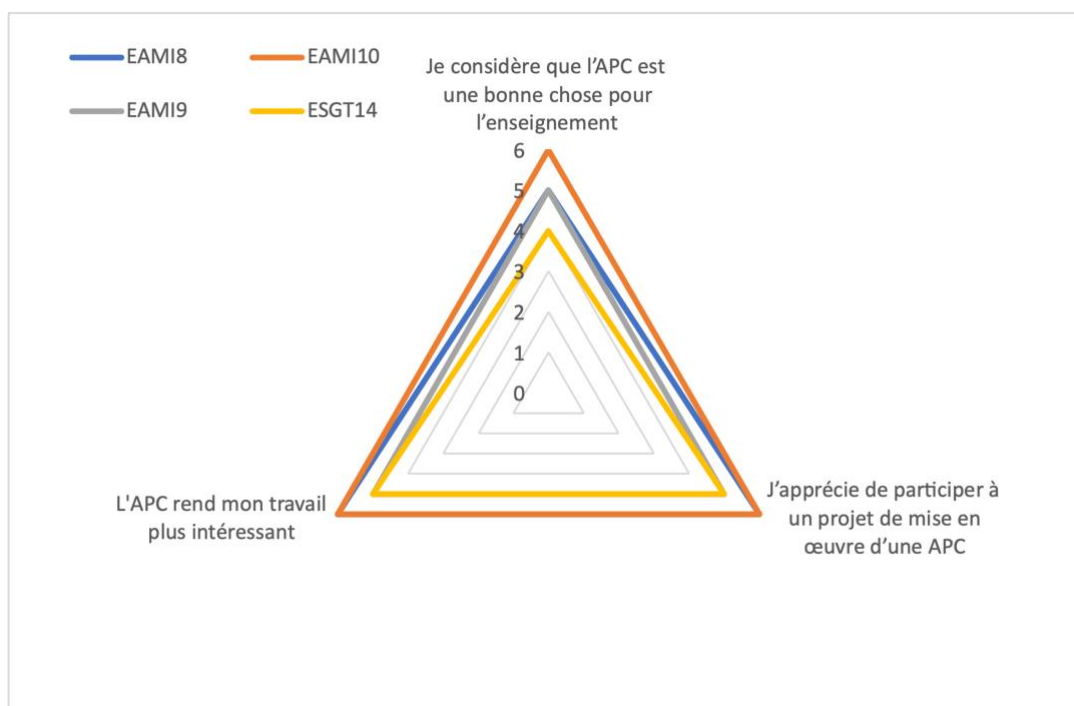 EAMI8
EAMI10
EAMI9
ESGT14
Je considère que l’APC est
une bonne chose pour
l’enseignement
6
5
4
3
2
1
0
L'APC rend mon travail
plus intéressant
J’apprécie de participer à
un projet de mise en
œuvre d’une APC